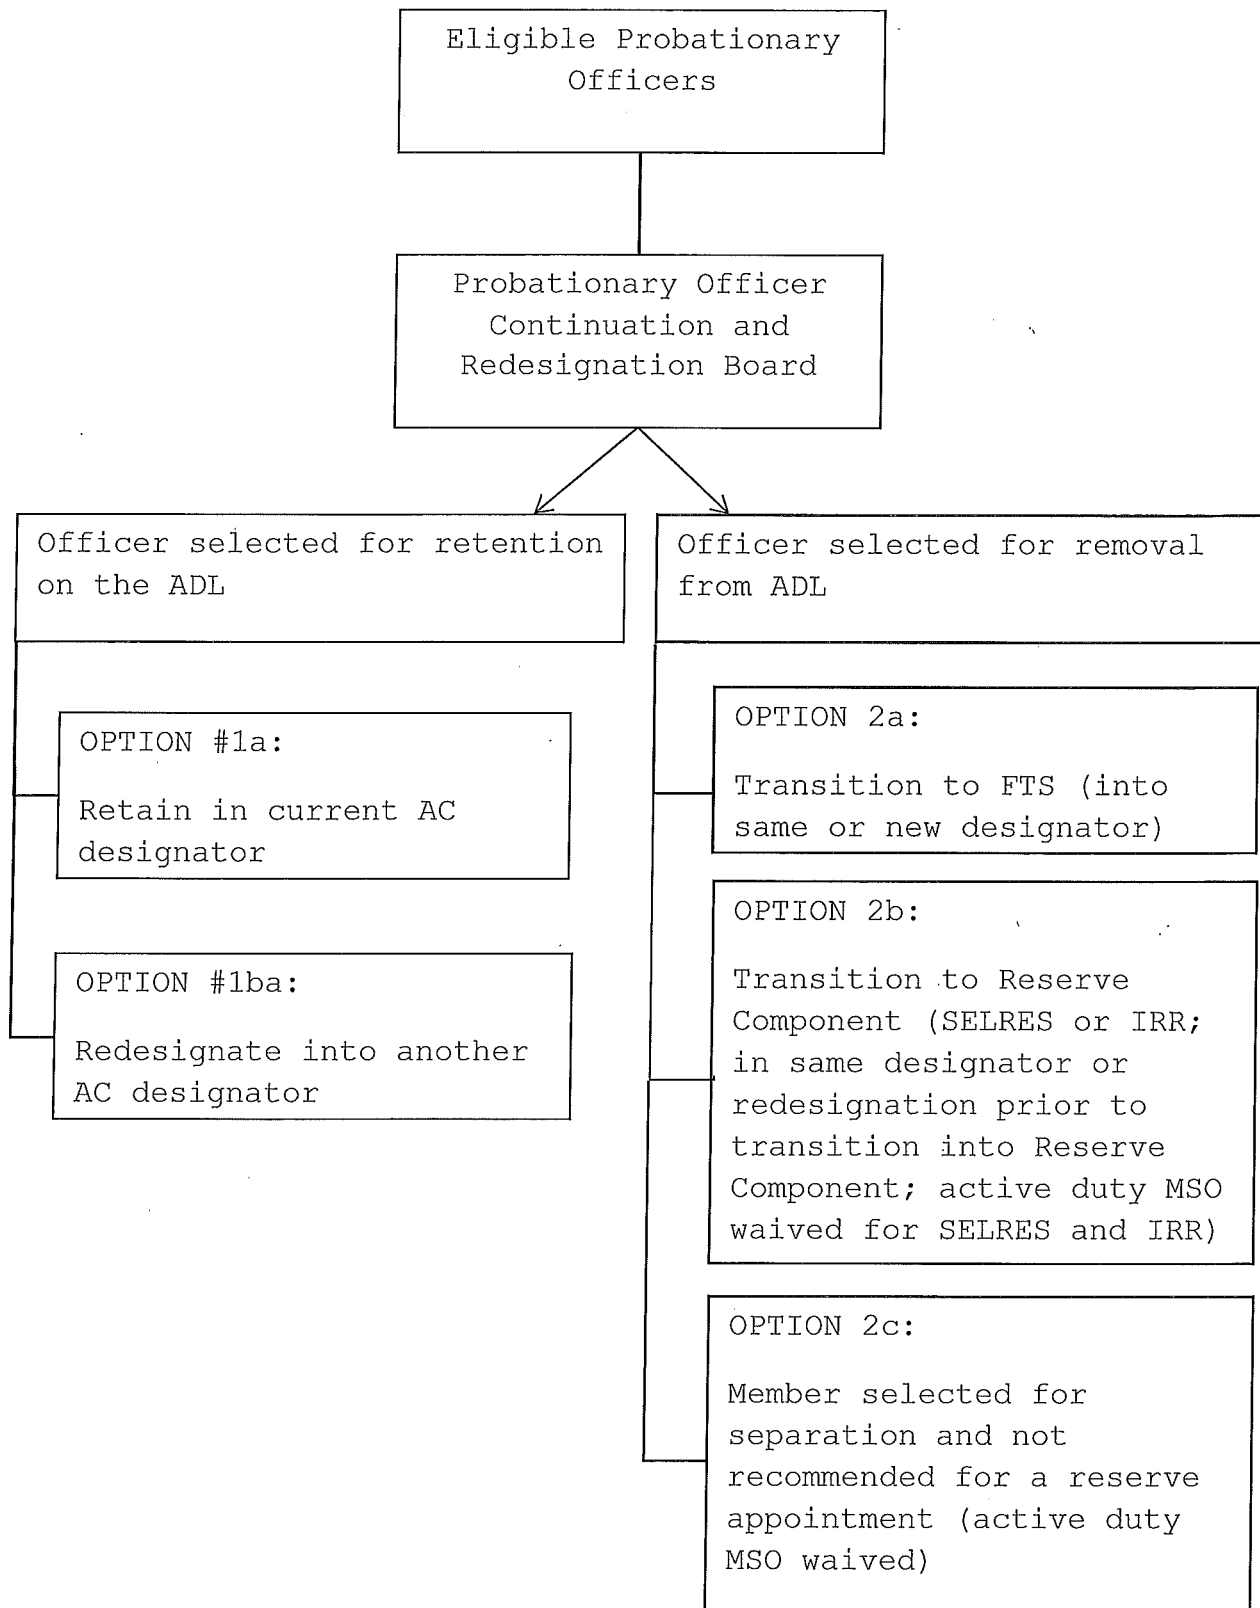 Eligible Probationary
Officers
Probationary Officer
Continuation and
Redesignation Board
Officer selected for retention
on the ADL
OPTION #1a:
Retain in current AC
designator
OPTION #1ba:
Redesignate into another
AC designator
Officer selected for removal
from ADL
OPTION 2a:
Transition to FTS (into
same or new designator)
OPTION 2b:
Transition to Reserve
Component (SELRES or IRR;
in same designator or
redesignation prior to
transition into Reserve
Component; active duty MSO
waived for SELRES and IRR)
OPTION 2c:
Member selected for
separation and not
recommended for a reserve
appointment (active duty
MSO waived)